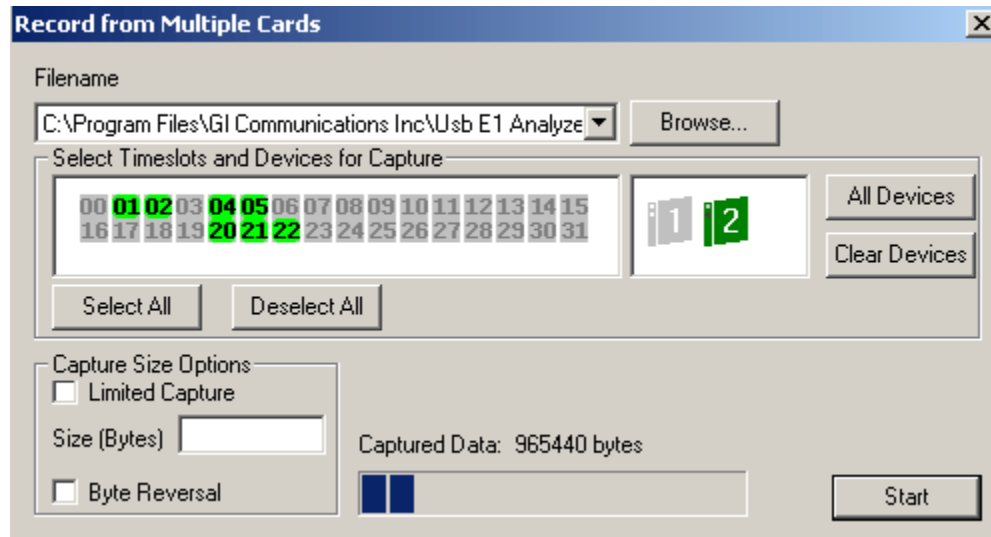 Record from Multiple Cards
Filename
C:\Program Files\Gl Communications Inc\Usb E1 Analyze
Browse...
Select Timeslots and Devices for Capture
00 01 02 03 04 05 06 07 08 09 10 11 12 13 14 15
16 17 18 19 20 21 22 23 24 25 26 27 28 29 30 31
1 2
All Devices
Clear Devices
Select All Deselect All
Capture Size Options
Limited Capture
Size (Bytes)
Captured Data: 965440 bytes
Byte Reversal
Start